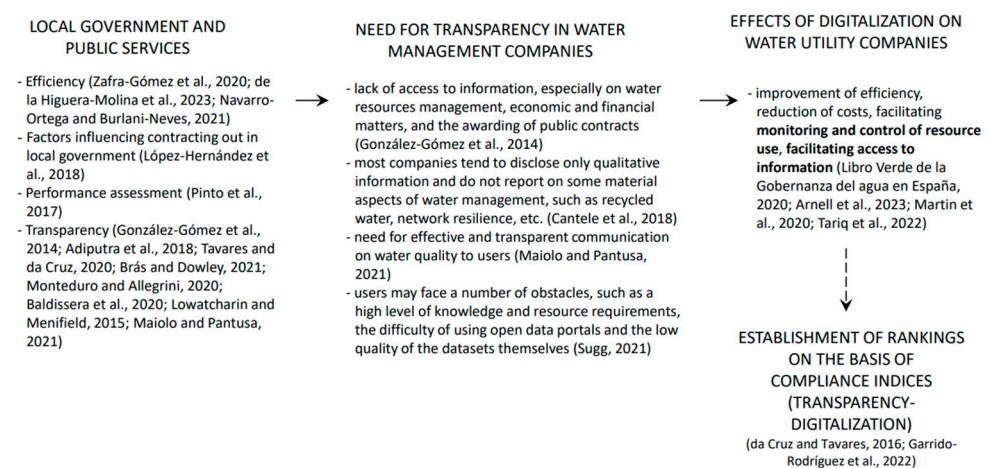 LOCAL GOVERNMENT AND
PUBLIC SERVICES
- Efficiency (Zafra-Gómez et al., 2020; de
la Higuera-Molina et al., 2023; Navarro-
Ortega and Burlani-Neves, 2021)
- Factors influencing contracting out in
local government (López-Hernández et
al., 2018)
- Performance assessment (Pinto et al.,
2017)
- Transparency (González-Gómez et al.,
2014; Adiputra et al., 2018; Tavares and
da Cruz, 2020; Brás and Dowley, 2021;
Monteduro and Allegrini, 2020;
Baldissera et al., 2020; Lowatcharin and
Menifield, 2015; Maiolo and Pantusa,
2021)
NEED FOR TRANSPARENCY IN WATER
MANAGEMENT COMPANIES
- lack of access to information, especially on water
resources management, economic and financial
matters, and the awarding of public contracts
(González-Gómez et al., 2014)
- most companies tend to disclose only qualitative
information and do not report on some material
aspects of water management, such as recycled
water, network resilience, etc. (Cantele et al., 2018)
- need for effective and transparent communication
on water quality to users (Maiolo and Pantusa,
2021)
- users may face a number of obstacles, such as a
high level of knowledge and resource requirements,
the difficulty of using open data portals and the low
quality of the datasets themselves (Sugg, 2021)
EFFECTS OF DIGITALIZATION ON
WATER UTILITY COMPANIES
- improvement of efficiency,
reduction of costs, facilitating
monitoring and control of resource
use, facilitating access to
information (Libro Verde de la
Gobernanza del agua en España,
2020; Arnell et al., 2023; Martin et
al., 2020; Tariq et al., 2022)
ESTABLISHMENT OF RANKINGS
ON THE BASIS OF
COMPLIANCE INDICES
(TRANSPARENCY-
DIGITALIZATION)
(da Cruz and Tavares, 2016; Garrido-
Rodríguez et al., 2022)